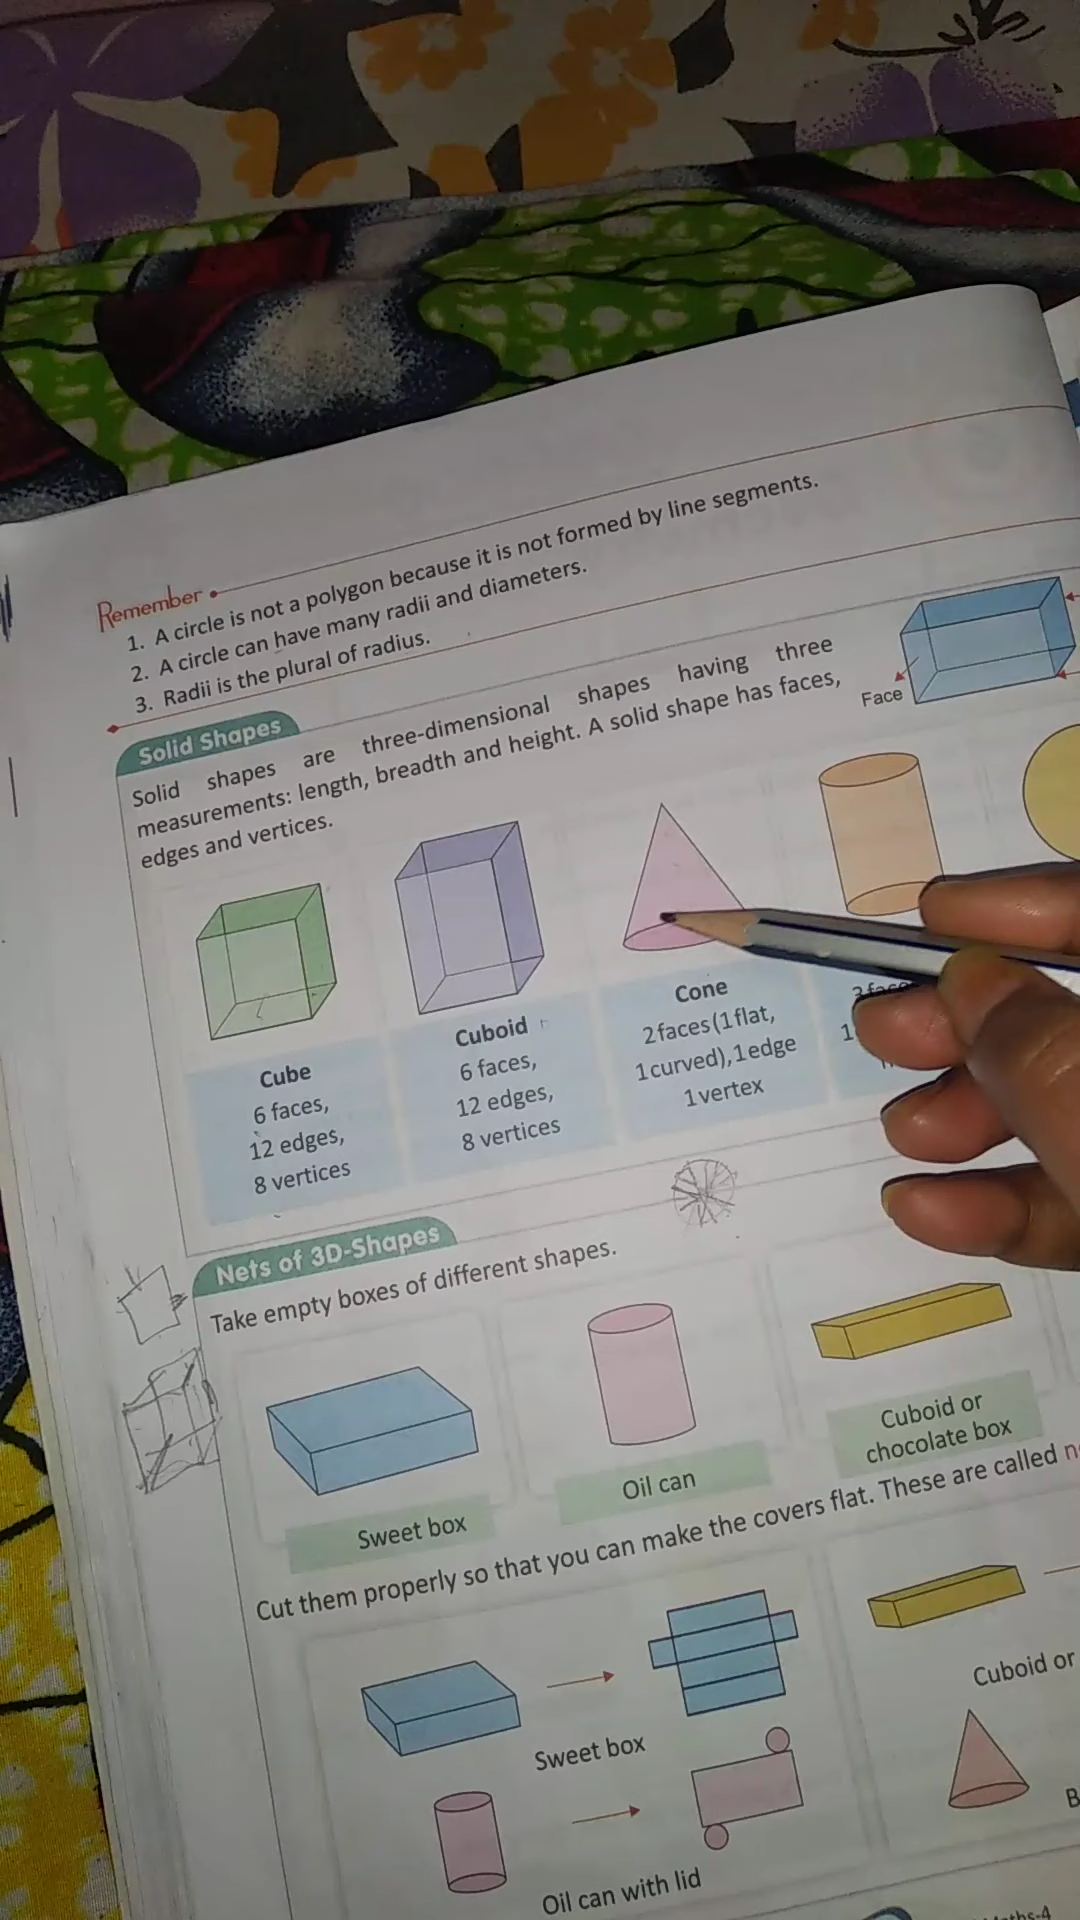 Remember
1. A circle is not a polygon because it is not formed by line segments.
2. A circle can have many radii and diameters.
3. Radii is the plural of radius.
Solid Shapes
Solid shapes are three-dimensional shapes having three
measurements: length, breadth and height. A solid shape has faces,
edges and vertices.
Face
Cube
6 faces,
12 edges,
8 vertices
Cuboid
6 faces,
12 edges,
8 vertices
Cone
2 faces (1 flat,
1 curved), 1 edge
1 vertex
1
Nets of 3D-Shapes
Take empty boxes of different shapes.
Sweet box
Oil can
Cuboid or
chocolate box
Cut them properly so that you can make the covers flat. These are called
Sweet box
Cuboid or
Oil can with lid
B